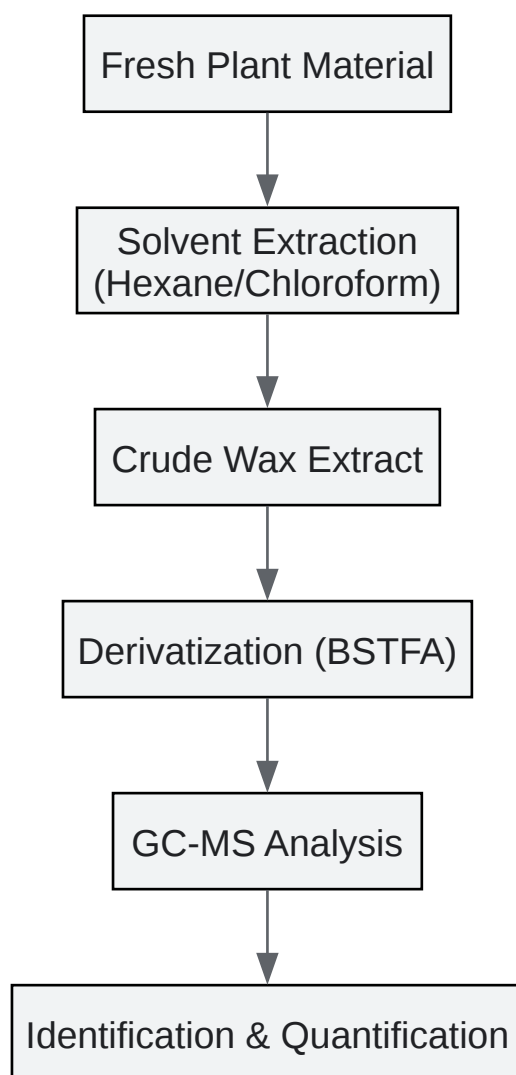 Fresh Plant Material
Solvent Extraction
(Hexane/Chloroform)
Crude Wax Extract
Derivatization (BSTFA)
GC-MS Analysis
Identification & Quantification